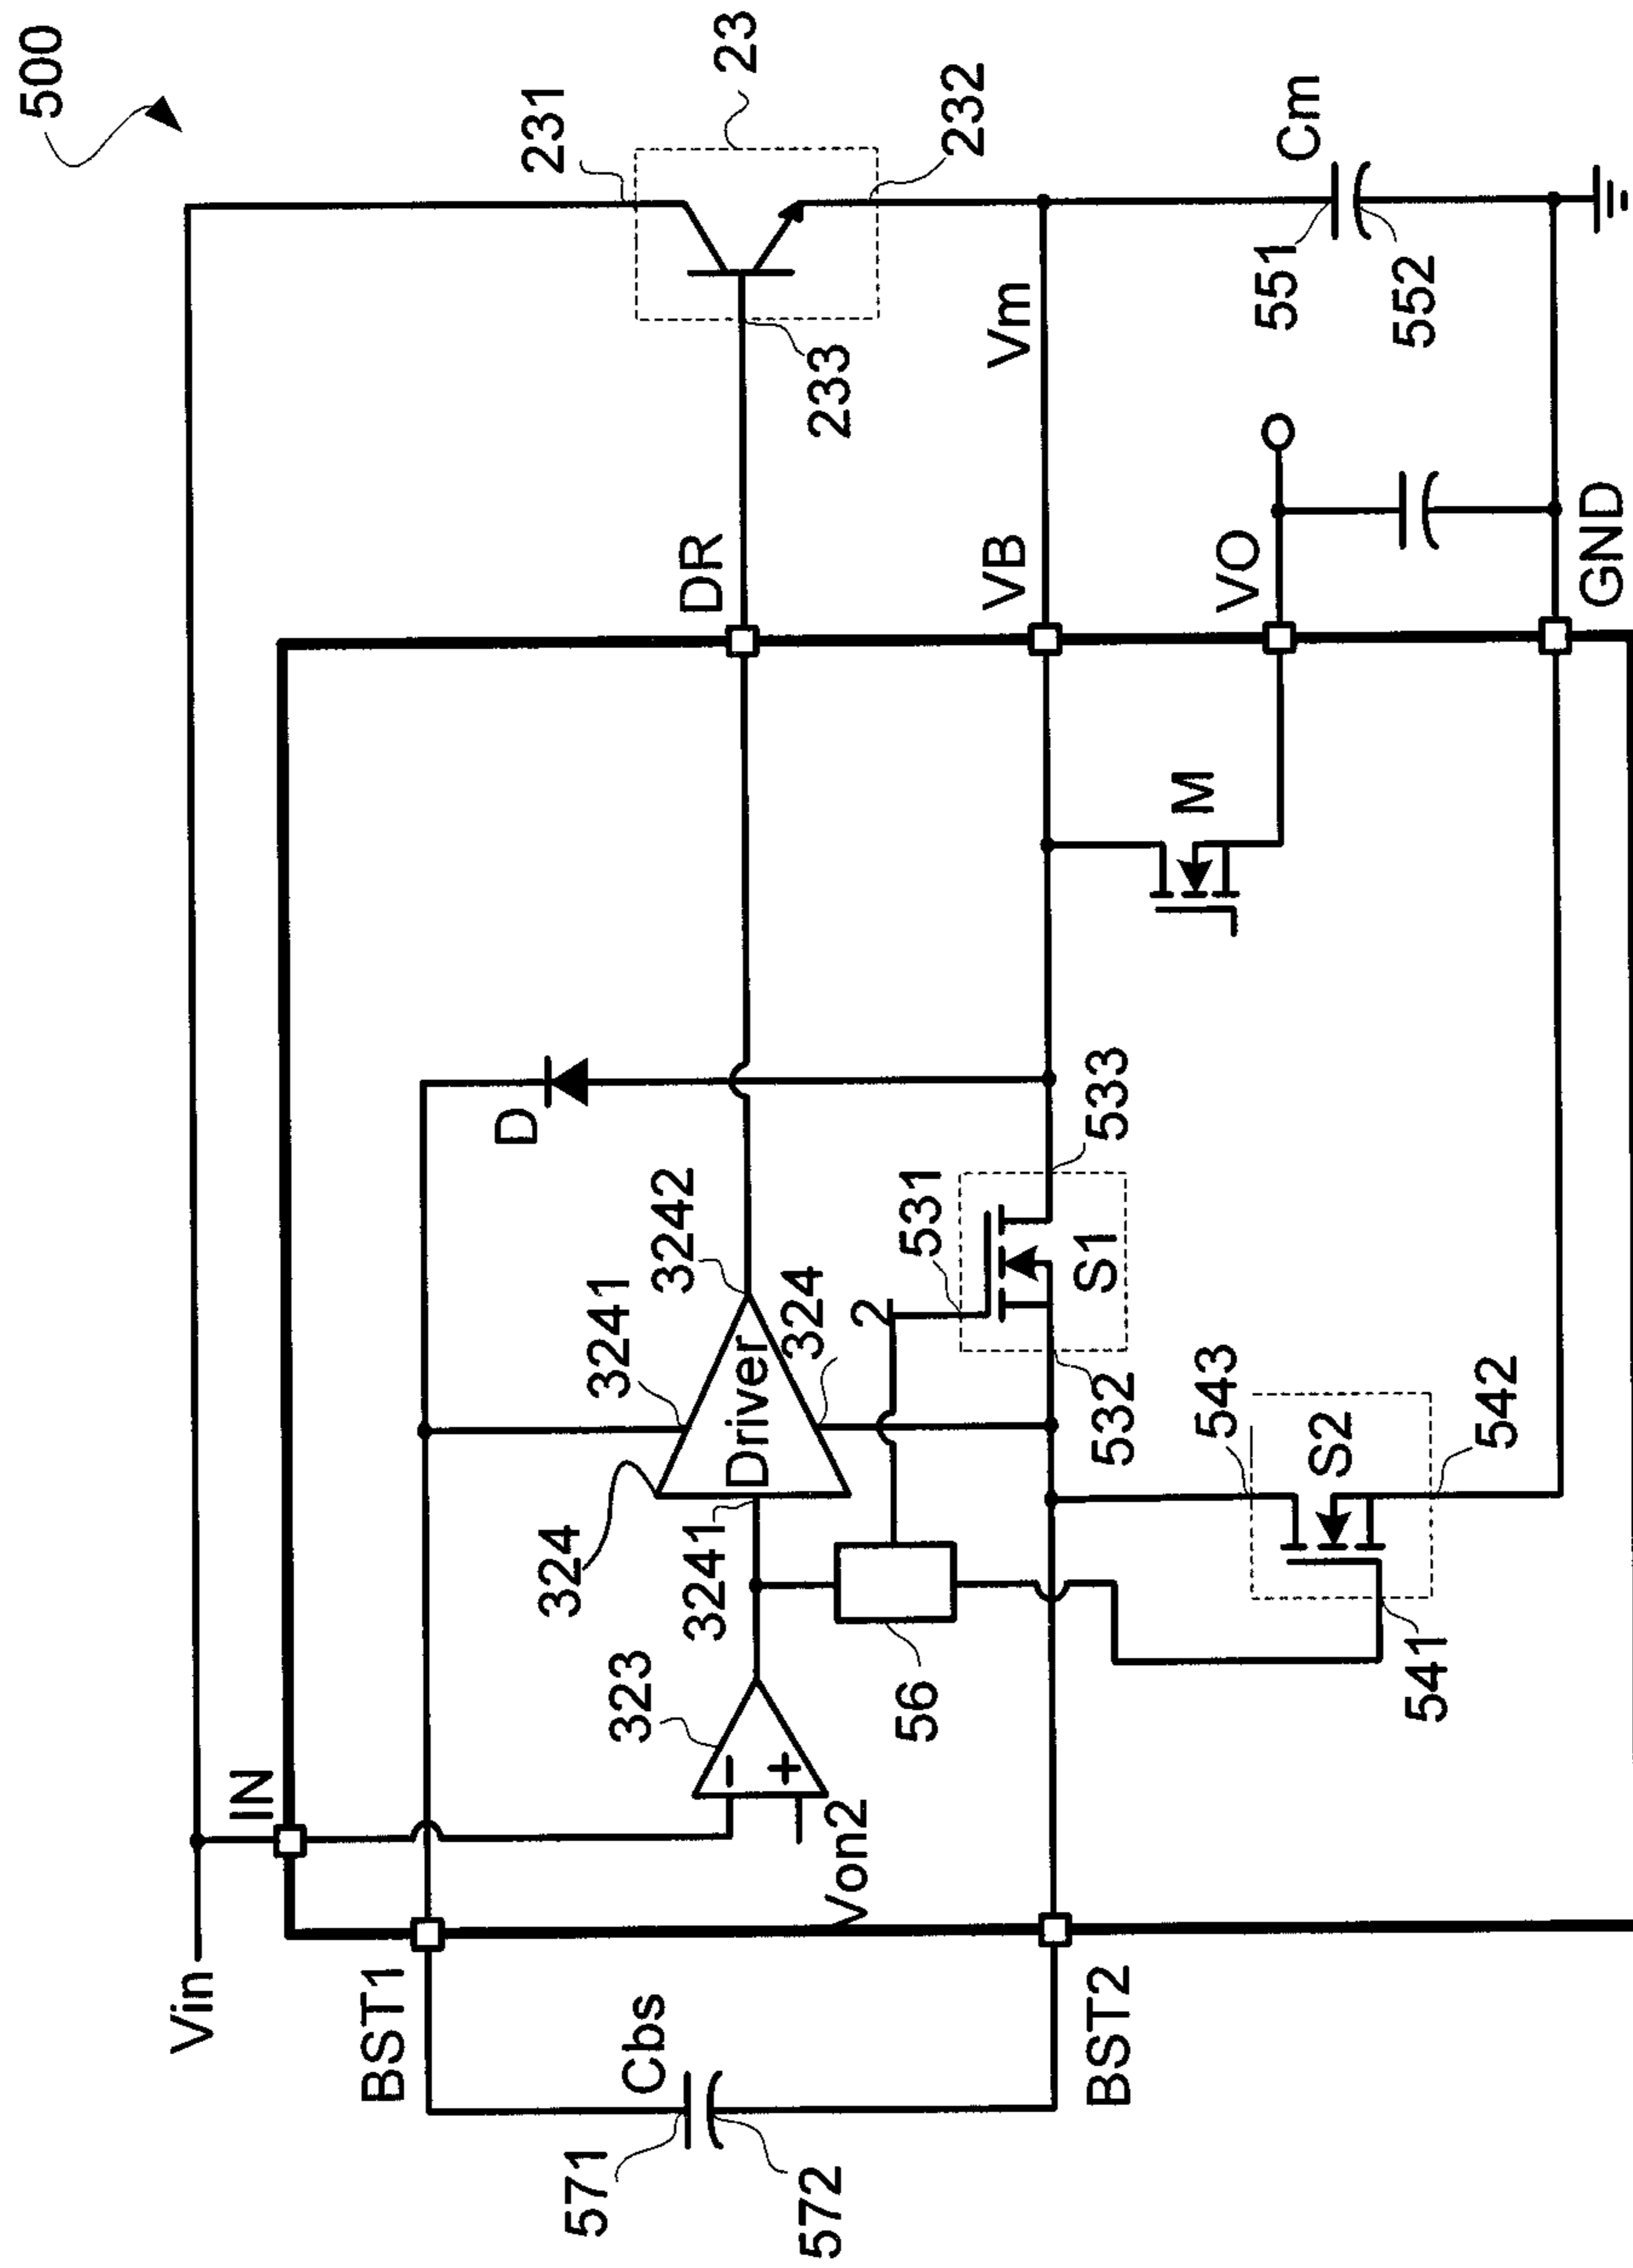 500
Vin
IN
BST1
Cbs
571
572
BST2
323
Von2
324
3241
3241
Driver
3242
324
2
56
D
531
532
533
S1
541
542
543
S2
M
DR
VB
VO
GND
Vm
231
23
232
233
Cm
551
552